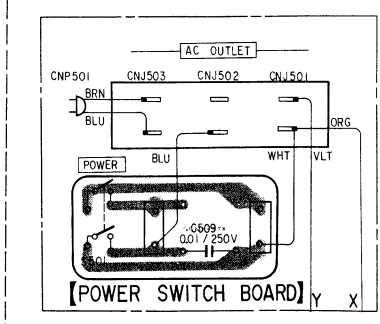 AC OUTLET
CNP501 CNJ503 CNJ502 CNJ501
BRN
BLU
ORG
BLU WHT VLT
POWER
C509
0.01/250V
S501
[POWER SWITCH BOARD] Y X